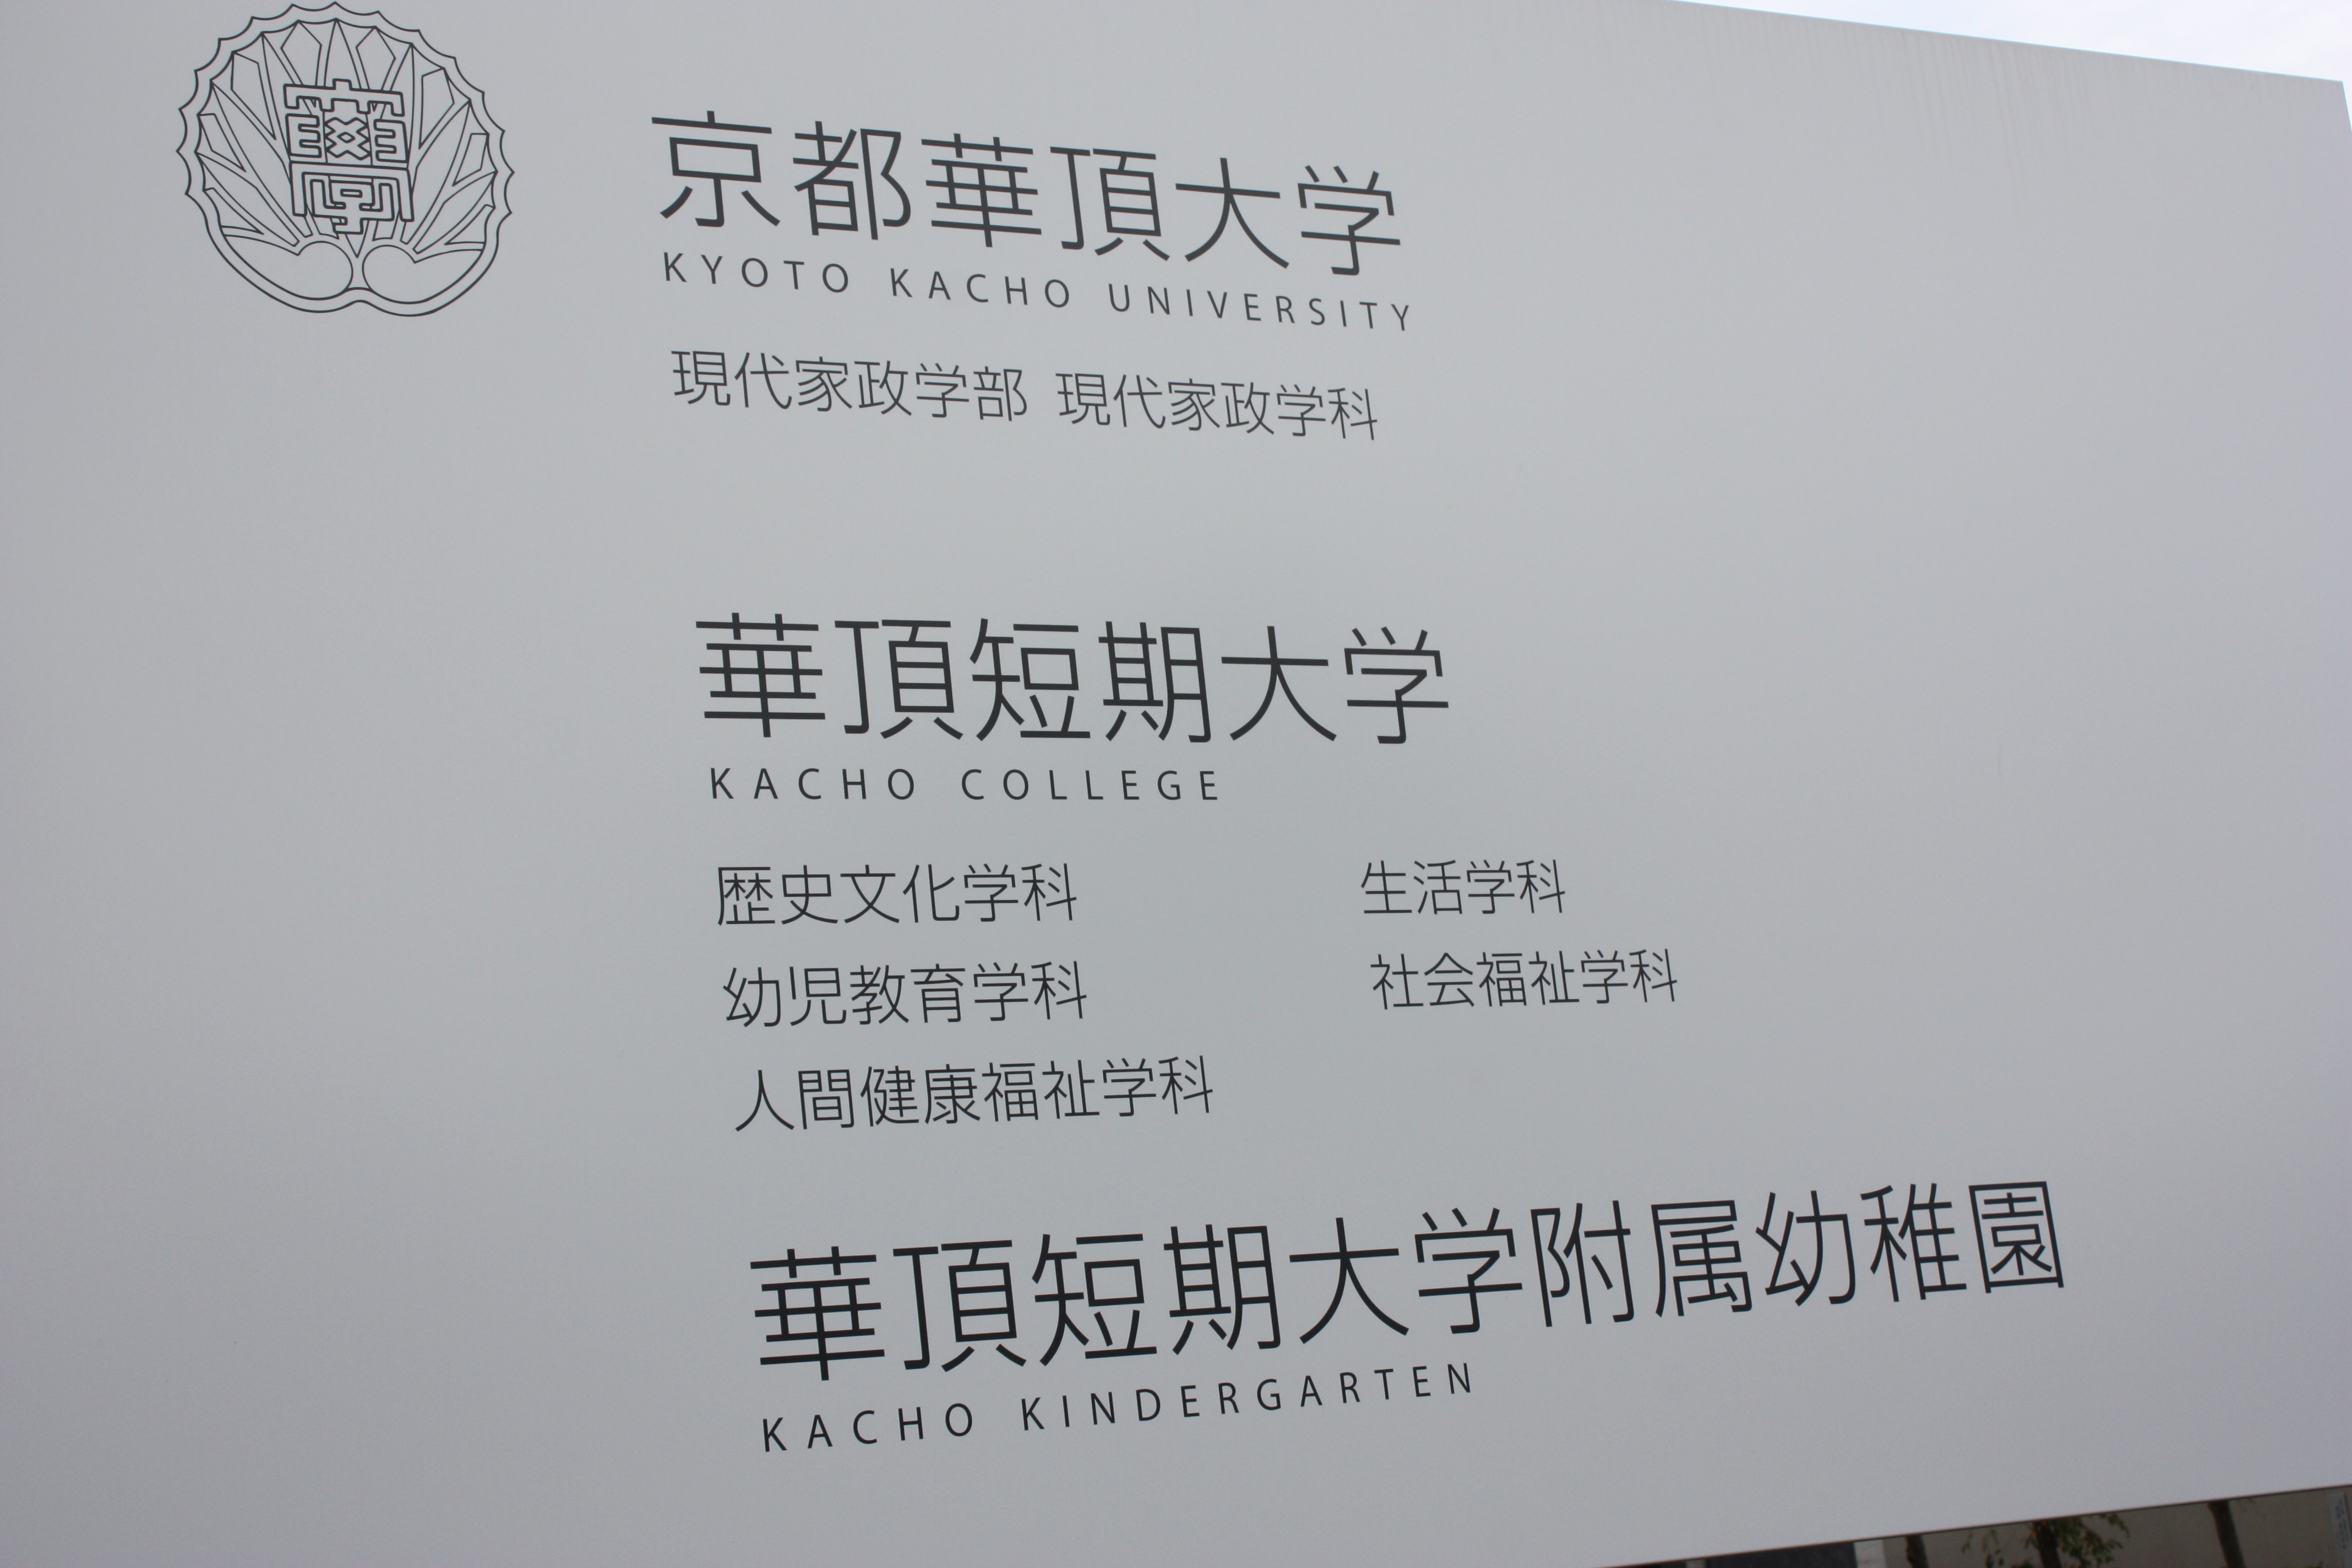 京都華頂大学
KYOTO KACHO UNIVERSITY
現代家政学部 現代家政学科
華頂短期大学
KACHO COLLEGE
歴史文化学科 生活学科
幼児教育学科 社会福祉学科
人間健康福祉学科
華頂短期大学附属幼稚園
KACHO KINDERGARTEN